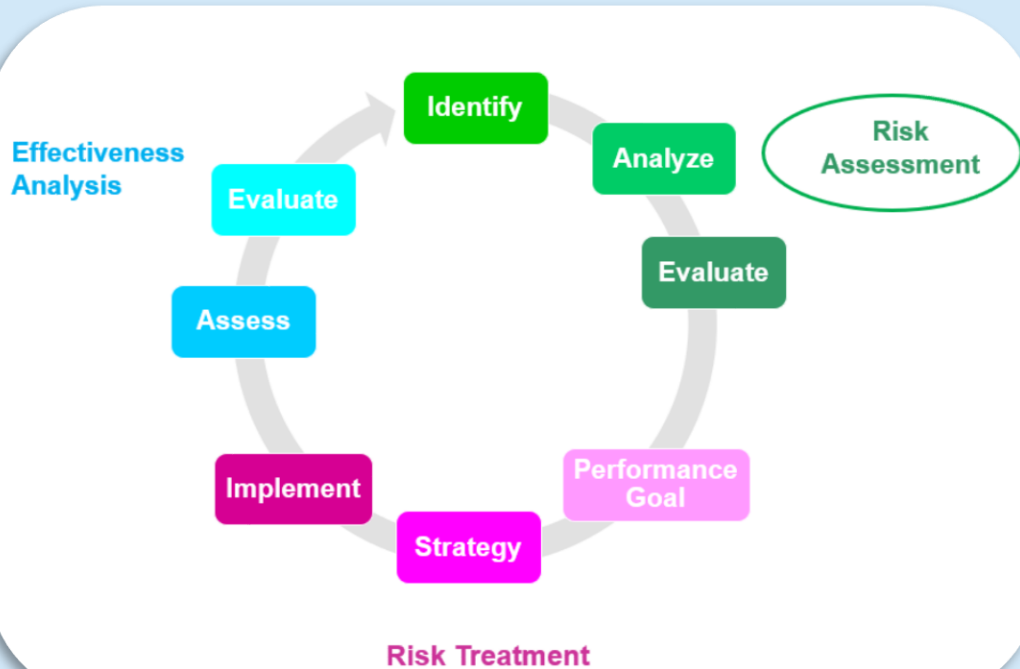 Identify
Analyze
Risk
Assessment
Evaluate
Performance
Goal
Strategy
Risk Treatment
Implement
Assess
Evaluate
Effectiveness
Analysis